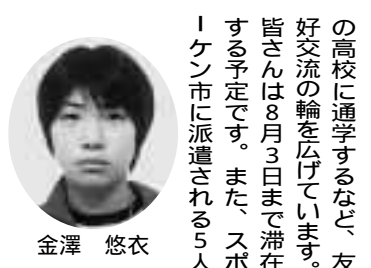 の高校に通学するなど、友
好交流の輪を広げています。
皆さんは8月3日まで滞在
する予定です。また、スポ
ーケン市に派遣される5人
金澤 悠衣